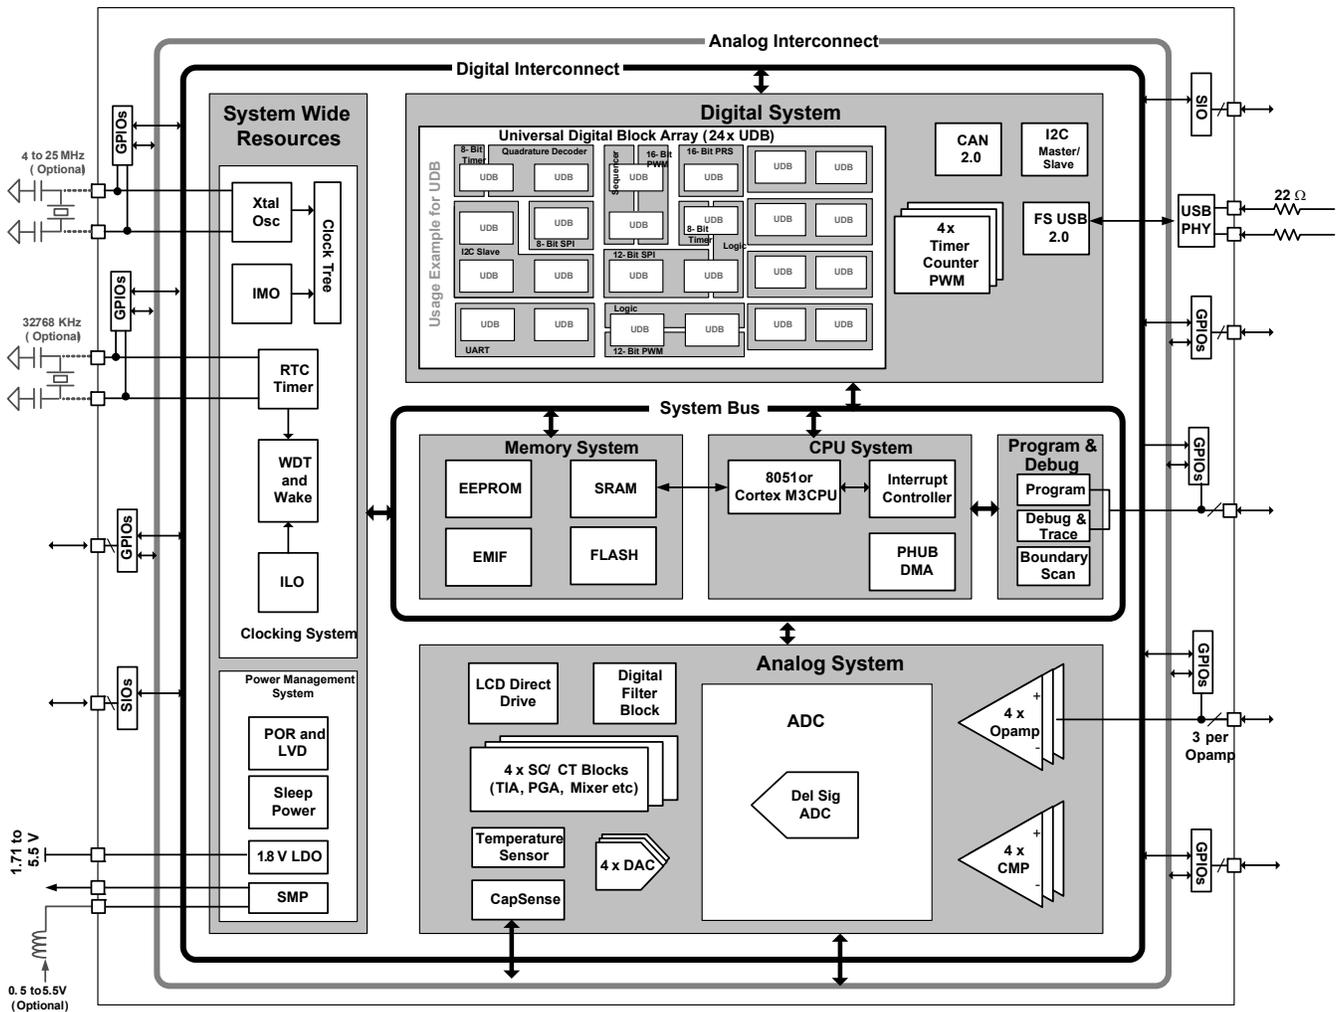 Analog Interconnect
Digital Interconnect
System Wide
Resources
Digital System
Universal Digital Block Array (24x UDB)
Usage Example for UDB
8- Bit
Timer
Quadrature Decoder
Sequencer
16- Bit
PWM
16- Bit PRS
UDB
UDB
UDB
UDB
UDB
UDB
UDB
UDB
UDB
UDB
UDB
I2C Slave
8- Bit SPI
8- Bit
Timer
Logic
12- Bit SPI
UDB
UDB
UDB
UDB
UDB
UDB
Logic
UDB
UDB
UDB
UDB
UDB
UDB
UART
12- Bit PWM
CAN
2.0
I2C
Master/
Slave
4x
Timer
Counter
PWM
FS USB
2.0
USB
PHY
22 Ω
SIO
GPIOs
GPIOs
GPIOs
GPIOs
3 per
Opamp
GPIOs
4 to 25 MHz
( Optional)
GPIOs
Xtal
Osc
Clock Tree
IMO
GPIOs
32768 KHz
( Optional)
RTC
Timer
WDT
and
Wake
ILO
Clocking System
GPIOs
SIOs
Power Management
System
POR and
LVD
Sleep
Power
1.8 V LDO
SMP
1.71 to
5.5 V
0. 5 to5.5V
(Optional)
System Bus
Memory System
EEPROM
SRAM
EMIF
FLASH
CPU System
8051or
Cortex M3CPU
Interrupt
Controller
PHUB
DMA
Program &
Debug
Program
Debug &
Trace
Boundary
Scan
Analog System
LCD Direct
Drive
Digital
Filter
Block
4 x SC/ CT Blocks
(TIA, PGA, Mixer etc)
Temperature
Sensor
4 x DAC
CapSense
ADC
Del Sig
ADC
+
4 x
Opamp
-
+
4 x
CMP
-